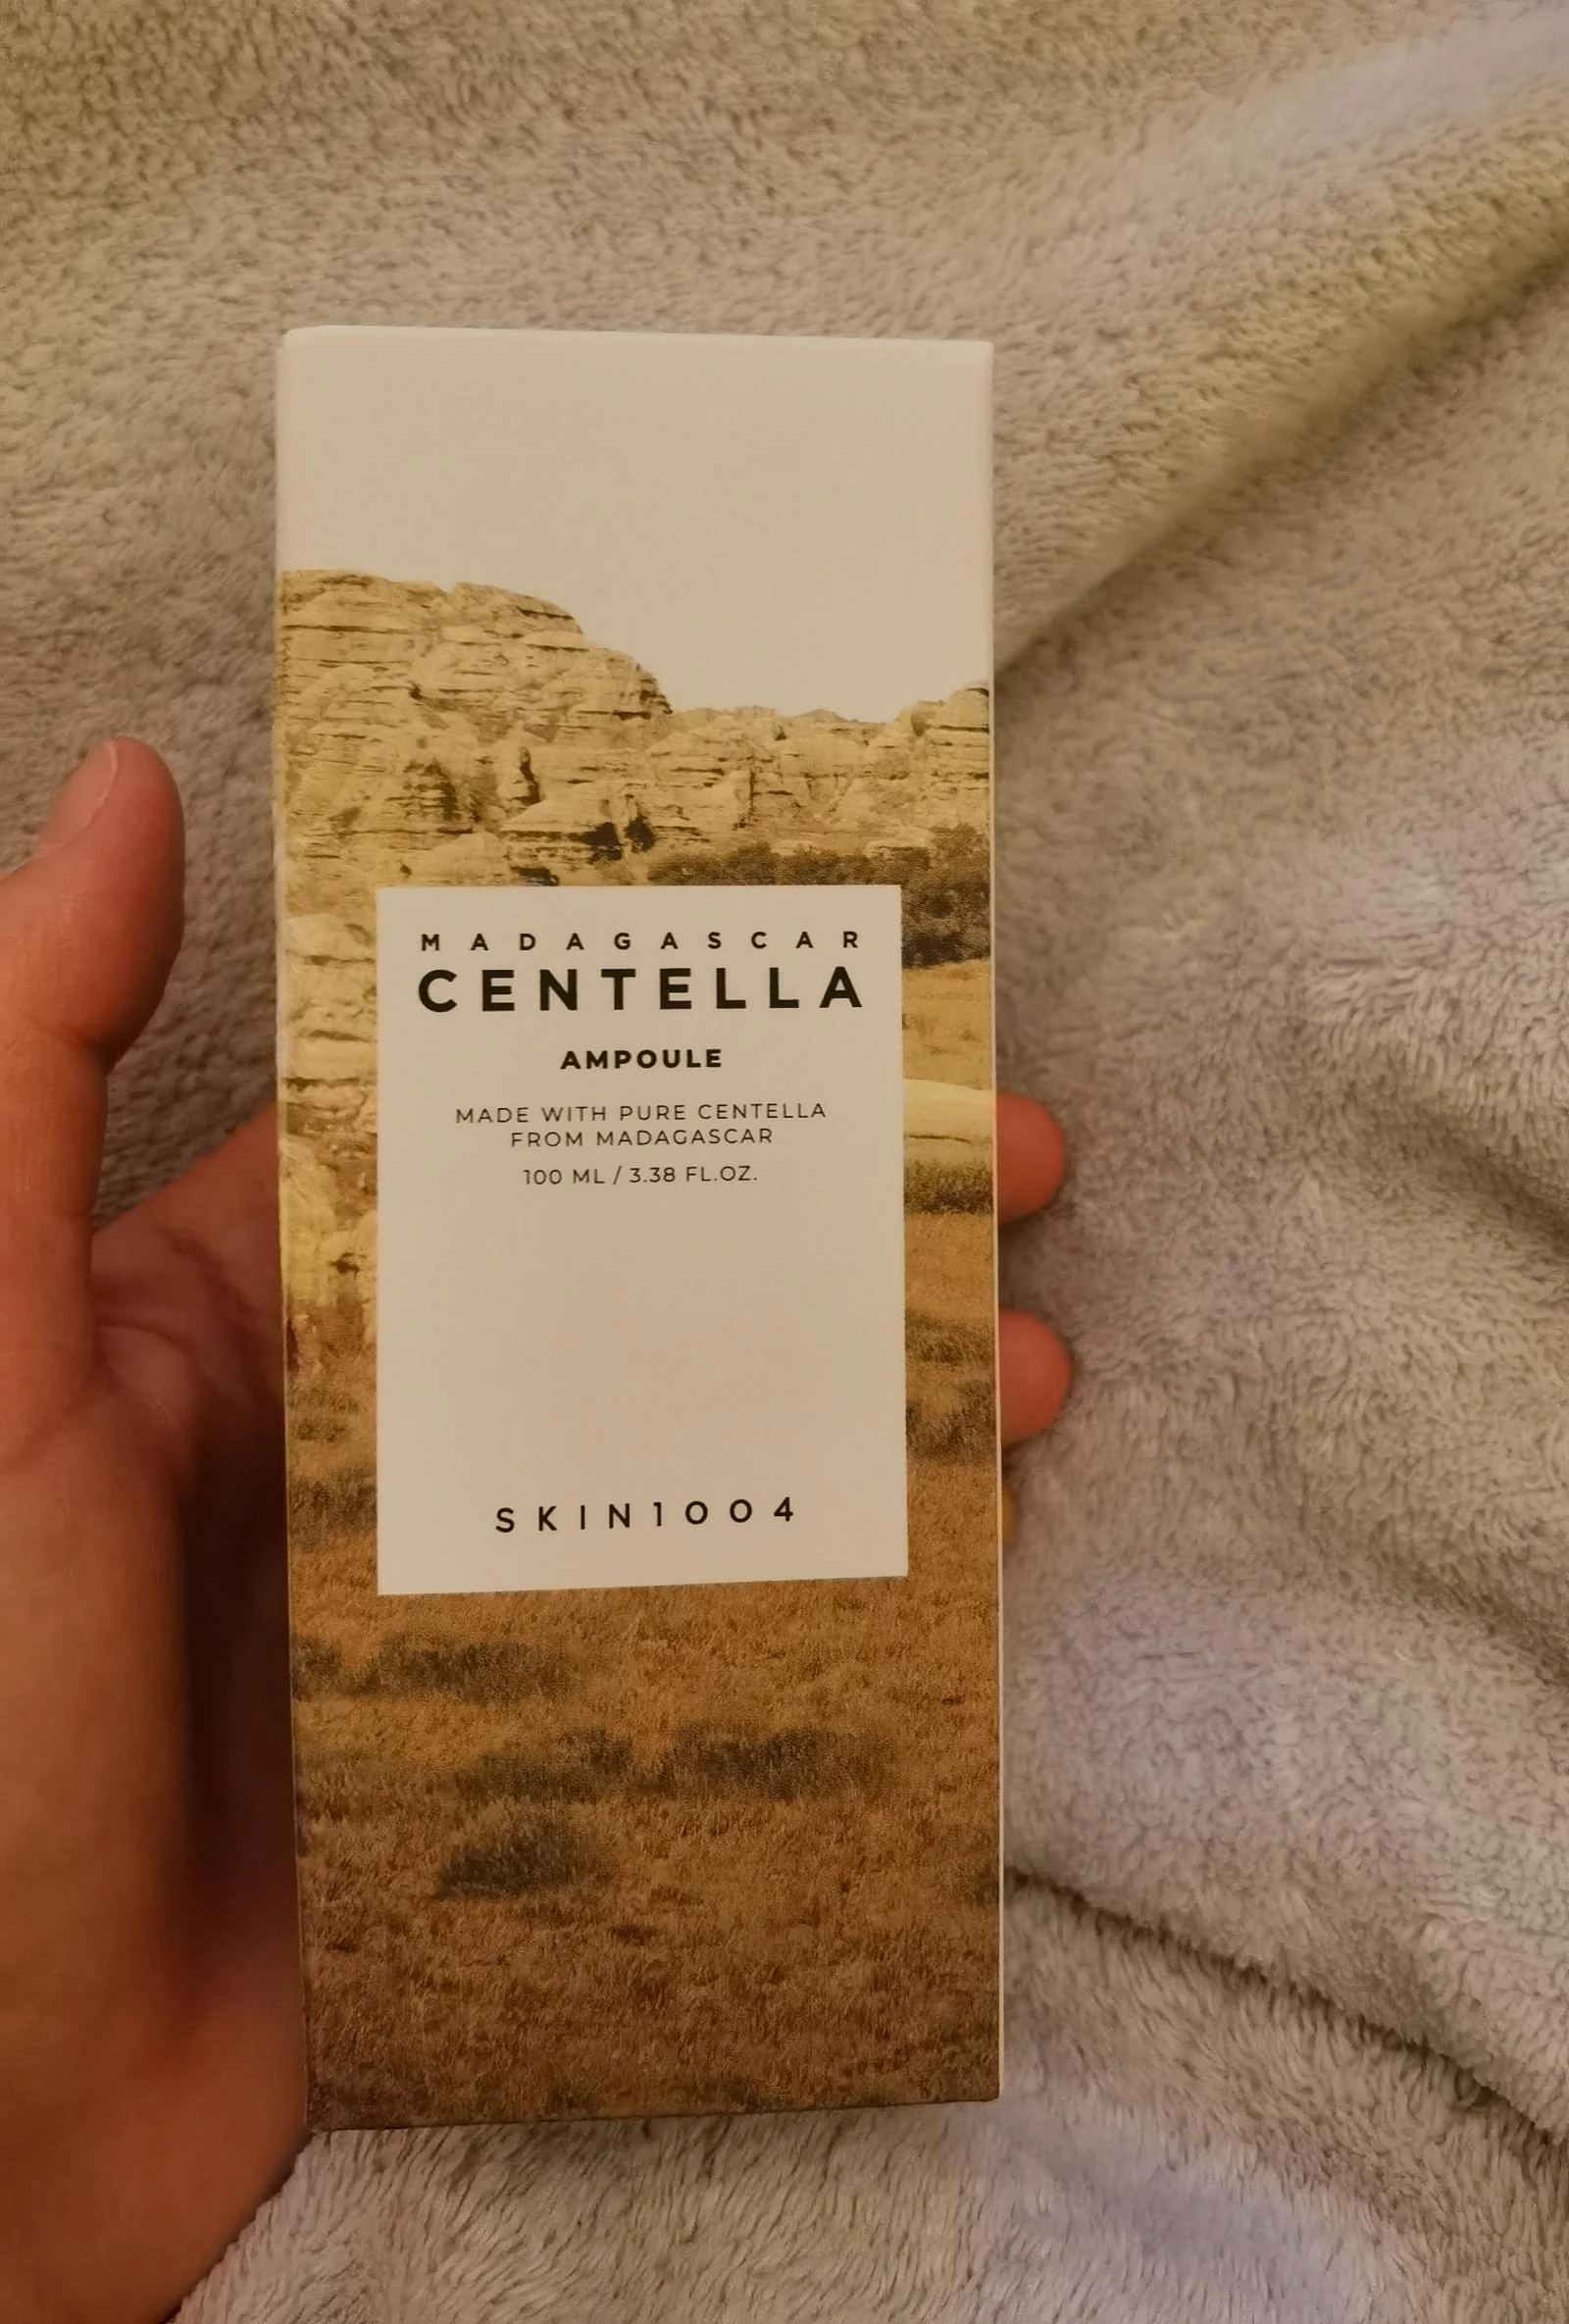 MADAGASCAR
CENTELLA
AMPOULE
MADE WITH PURE CENTELLA
FROM MADAGASCAR
100 ML / 3.38 FL.OZ.
SKIN1004